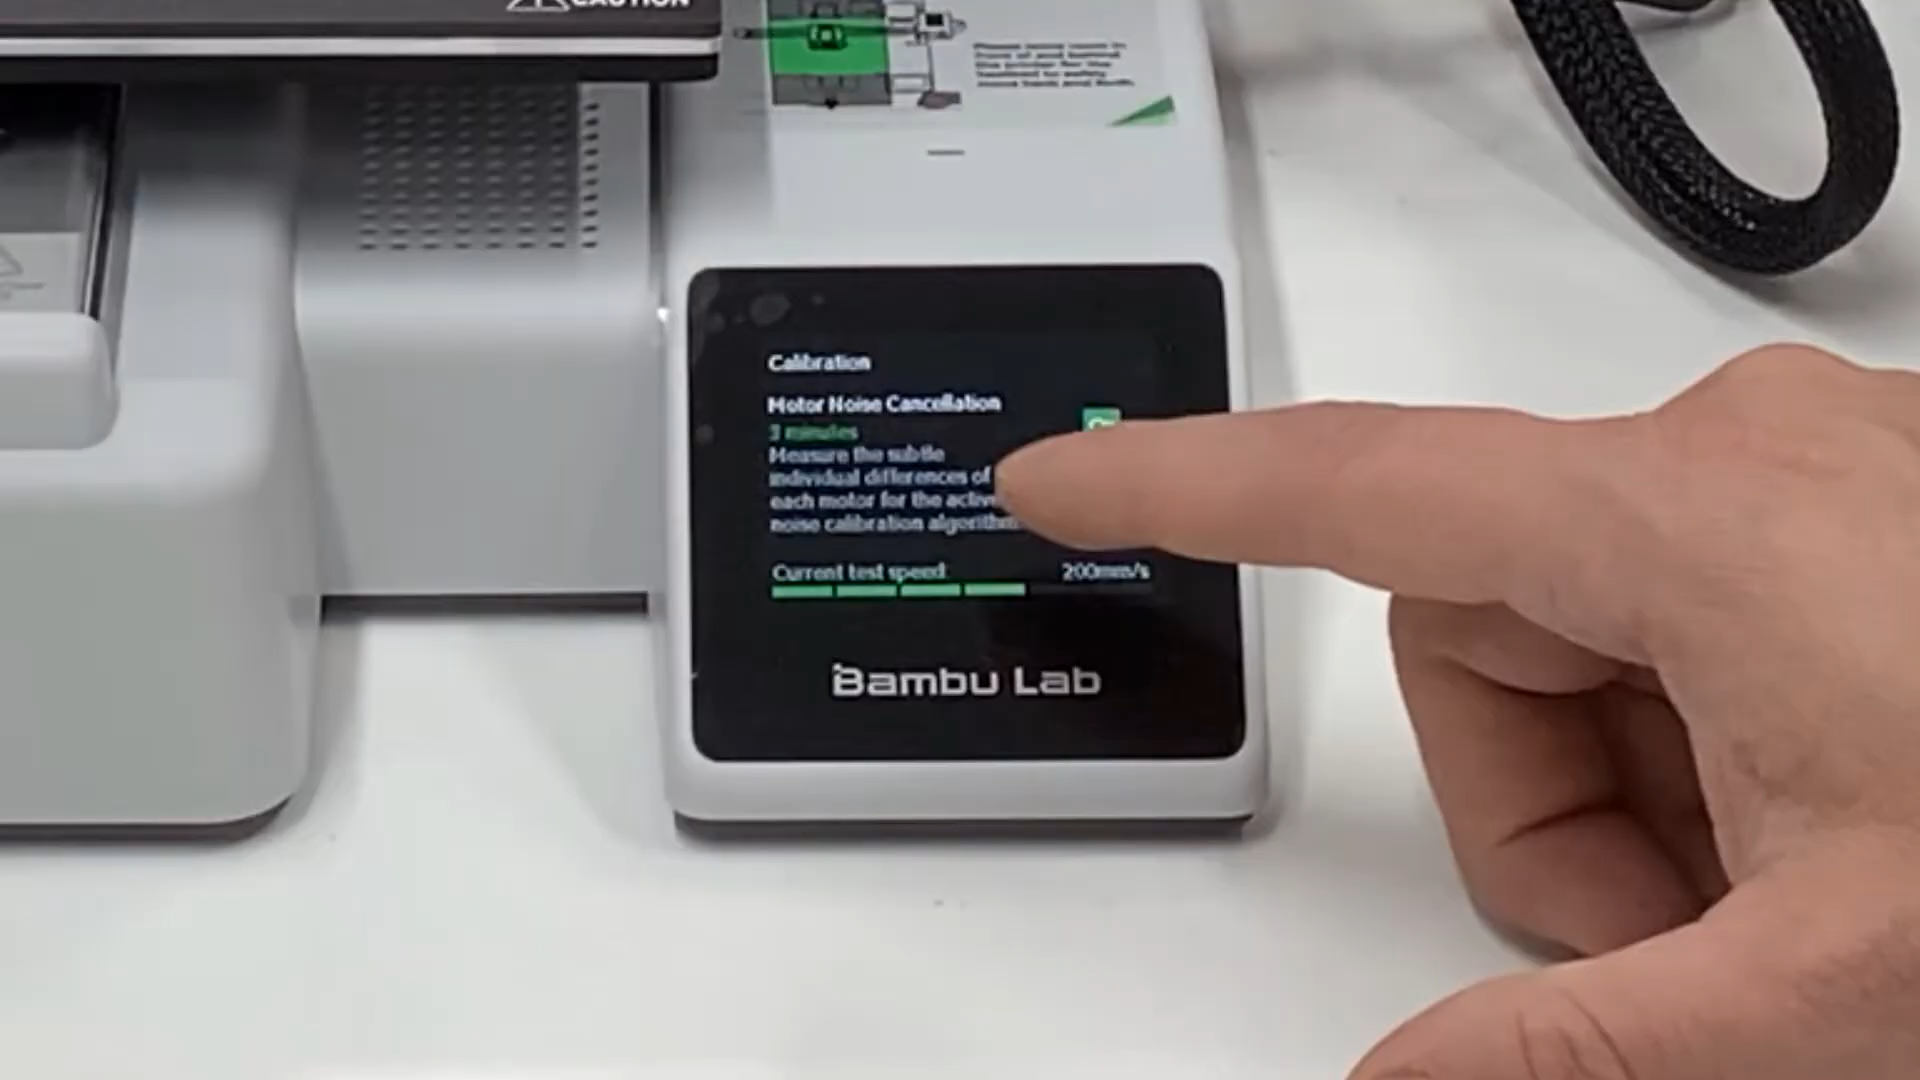 CAUTION
Calibration
Motor Noise Cancellation
3 minutes
Measure the subtle
individual differences of
each motor for the active
noise calibration algorithm
Current test speed: 200mm/s
Bambu Lab